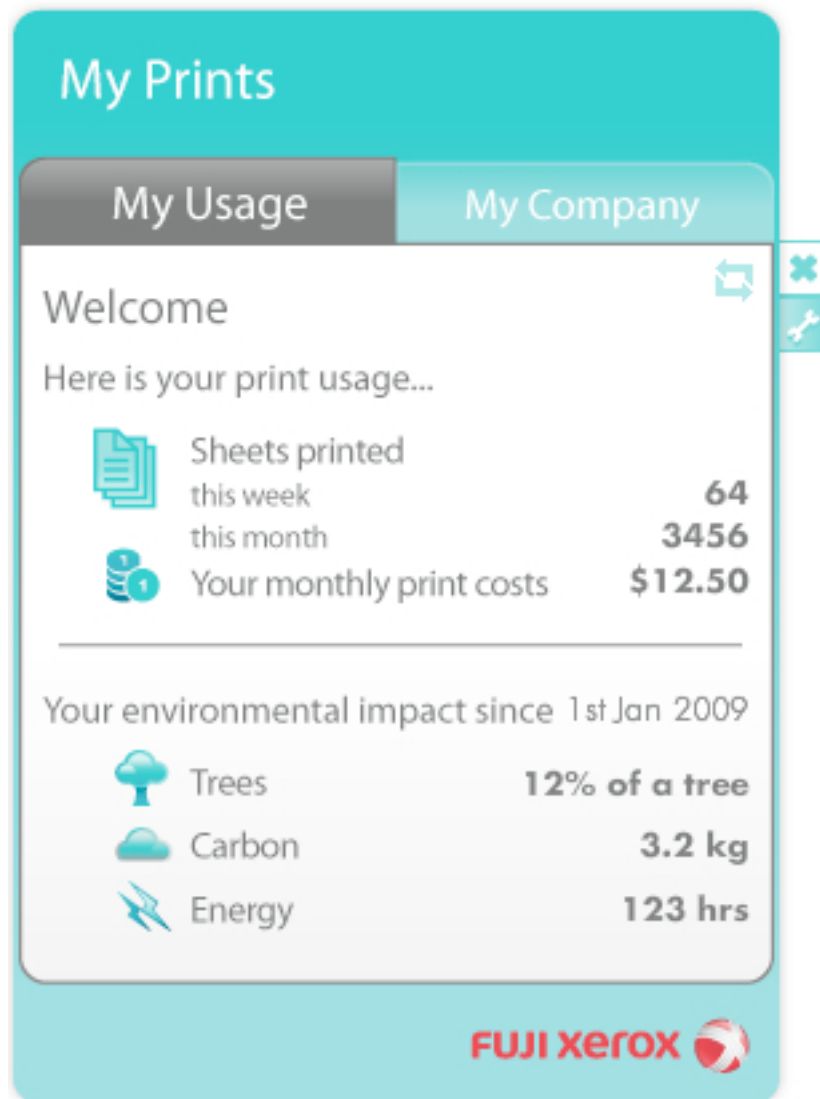 My Prints
My Usage
My Company
Welcome
Here is your print usage...
Sheets printed
this week 64
this month 3456
Your monthly print costs $12.50
Your environmental impact since 1st Jan 2009
Trees 12% of a tree
Carbon 3.2 kg
Energy 123 hrs
FUJI xerox